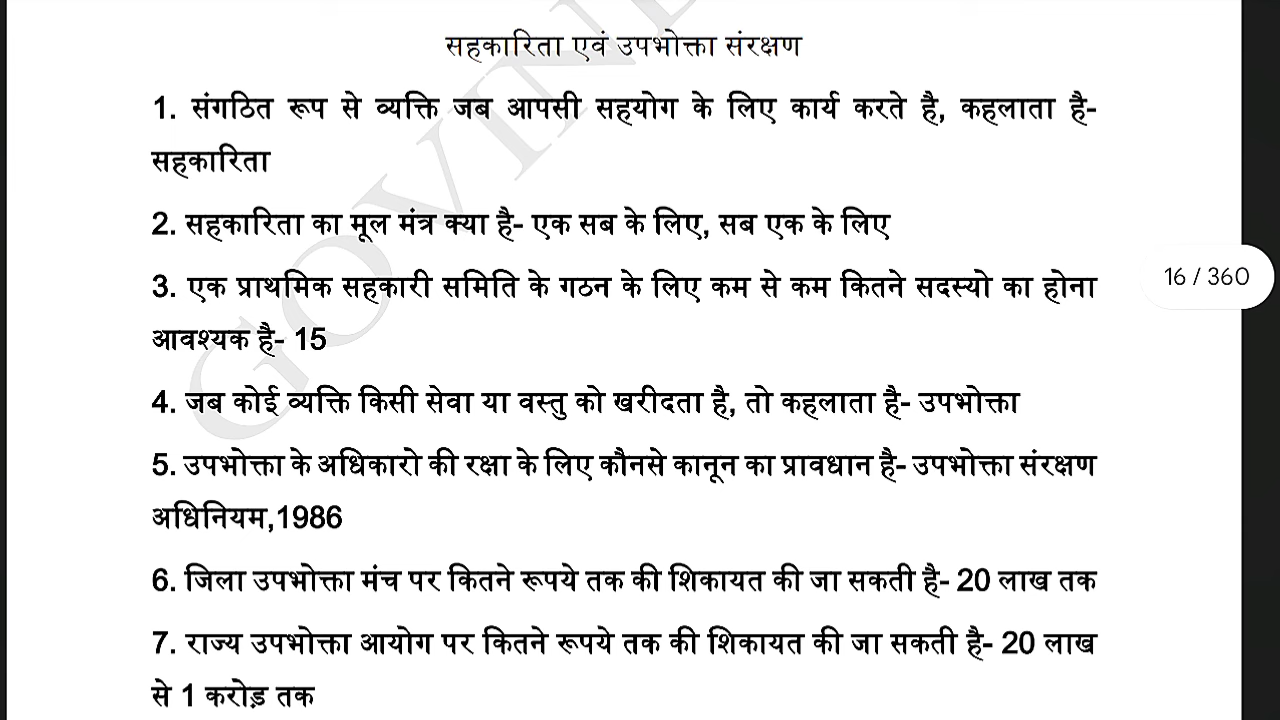 सहकारिता एवं उपभोक्ता संरक्षण
1. संगठित रूप से व्यक्ति जब आपसी सहयोग के लिए कार्य करते है, कहलाता है-
सहकारिता
2. सहकारिता का मूल मंत्र क्या है- एक सब के लिए, सब एक के लिए
3. एक प्राथमिक सहकारी समिति के गठन के लिए कम से कम कितने सदस्यो का होना
आवश्यक है- 15
4. जब कोई व्यक्ति किसी सेवा या वस्तु को खरीदता है, तो कहलाता है- उपभोक्ता
5. उपभोक्ता के अधिकारो की रक्षा के लिए कौनसे कानून का प्रावधान है- उपभोक्ता संरक्षण
अधिनियम,1986
16 / 360
6. जिला उपभोक्ता मंच पर कितने रूपये तक की शिकायत की जा सकती है- 20 लाख तक
7. राज्य उपभोक्ता आयोग पर कितने रूपये तक की शिकायत की जा सकती है- 20 लाख
से 1 करोड़ तक
GOVIN